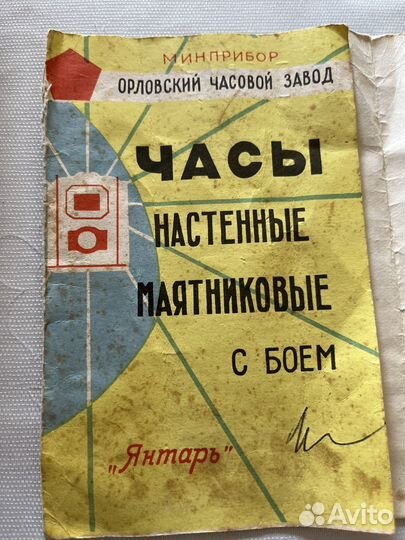 МИНПРИБОР
ОРЛОВСКИЙ ЧАСОВОЙ ЗАВОД
ЧАСЫ
НАСТЕННЫЕ
МАЯТНИКОВЫЕ
С БОЕМ
„Янтарь"
Avito